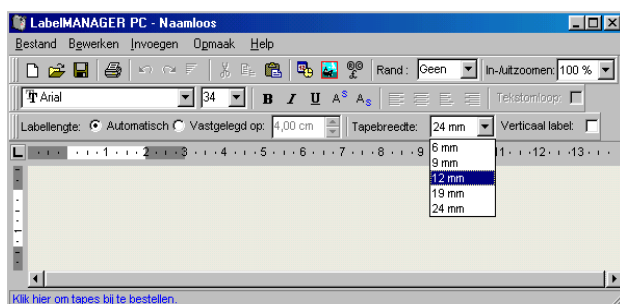 LabelMANAGER PC - Naamloos
Bestand Bewerken Invoegen Opmaak Help
Rand : Geen In-/uitzoomen: 100 %
Arial 34 B I U A S A S Tekstomloop:
Labellengte: Automatisch Vastgelegd op: 4,00 cm Tapebreedte: 24 mm Verticaal label:
L 1 2 3 4 5 6 7 8 9 11 12 13
6 mm
9 mm
12 mm
19 mm
24 mm
Klik hier om tapes bij te bestellen.